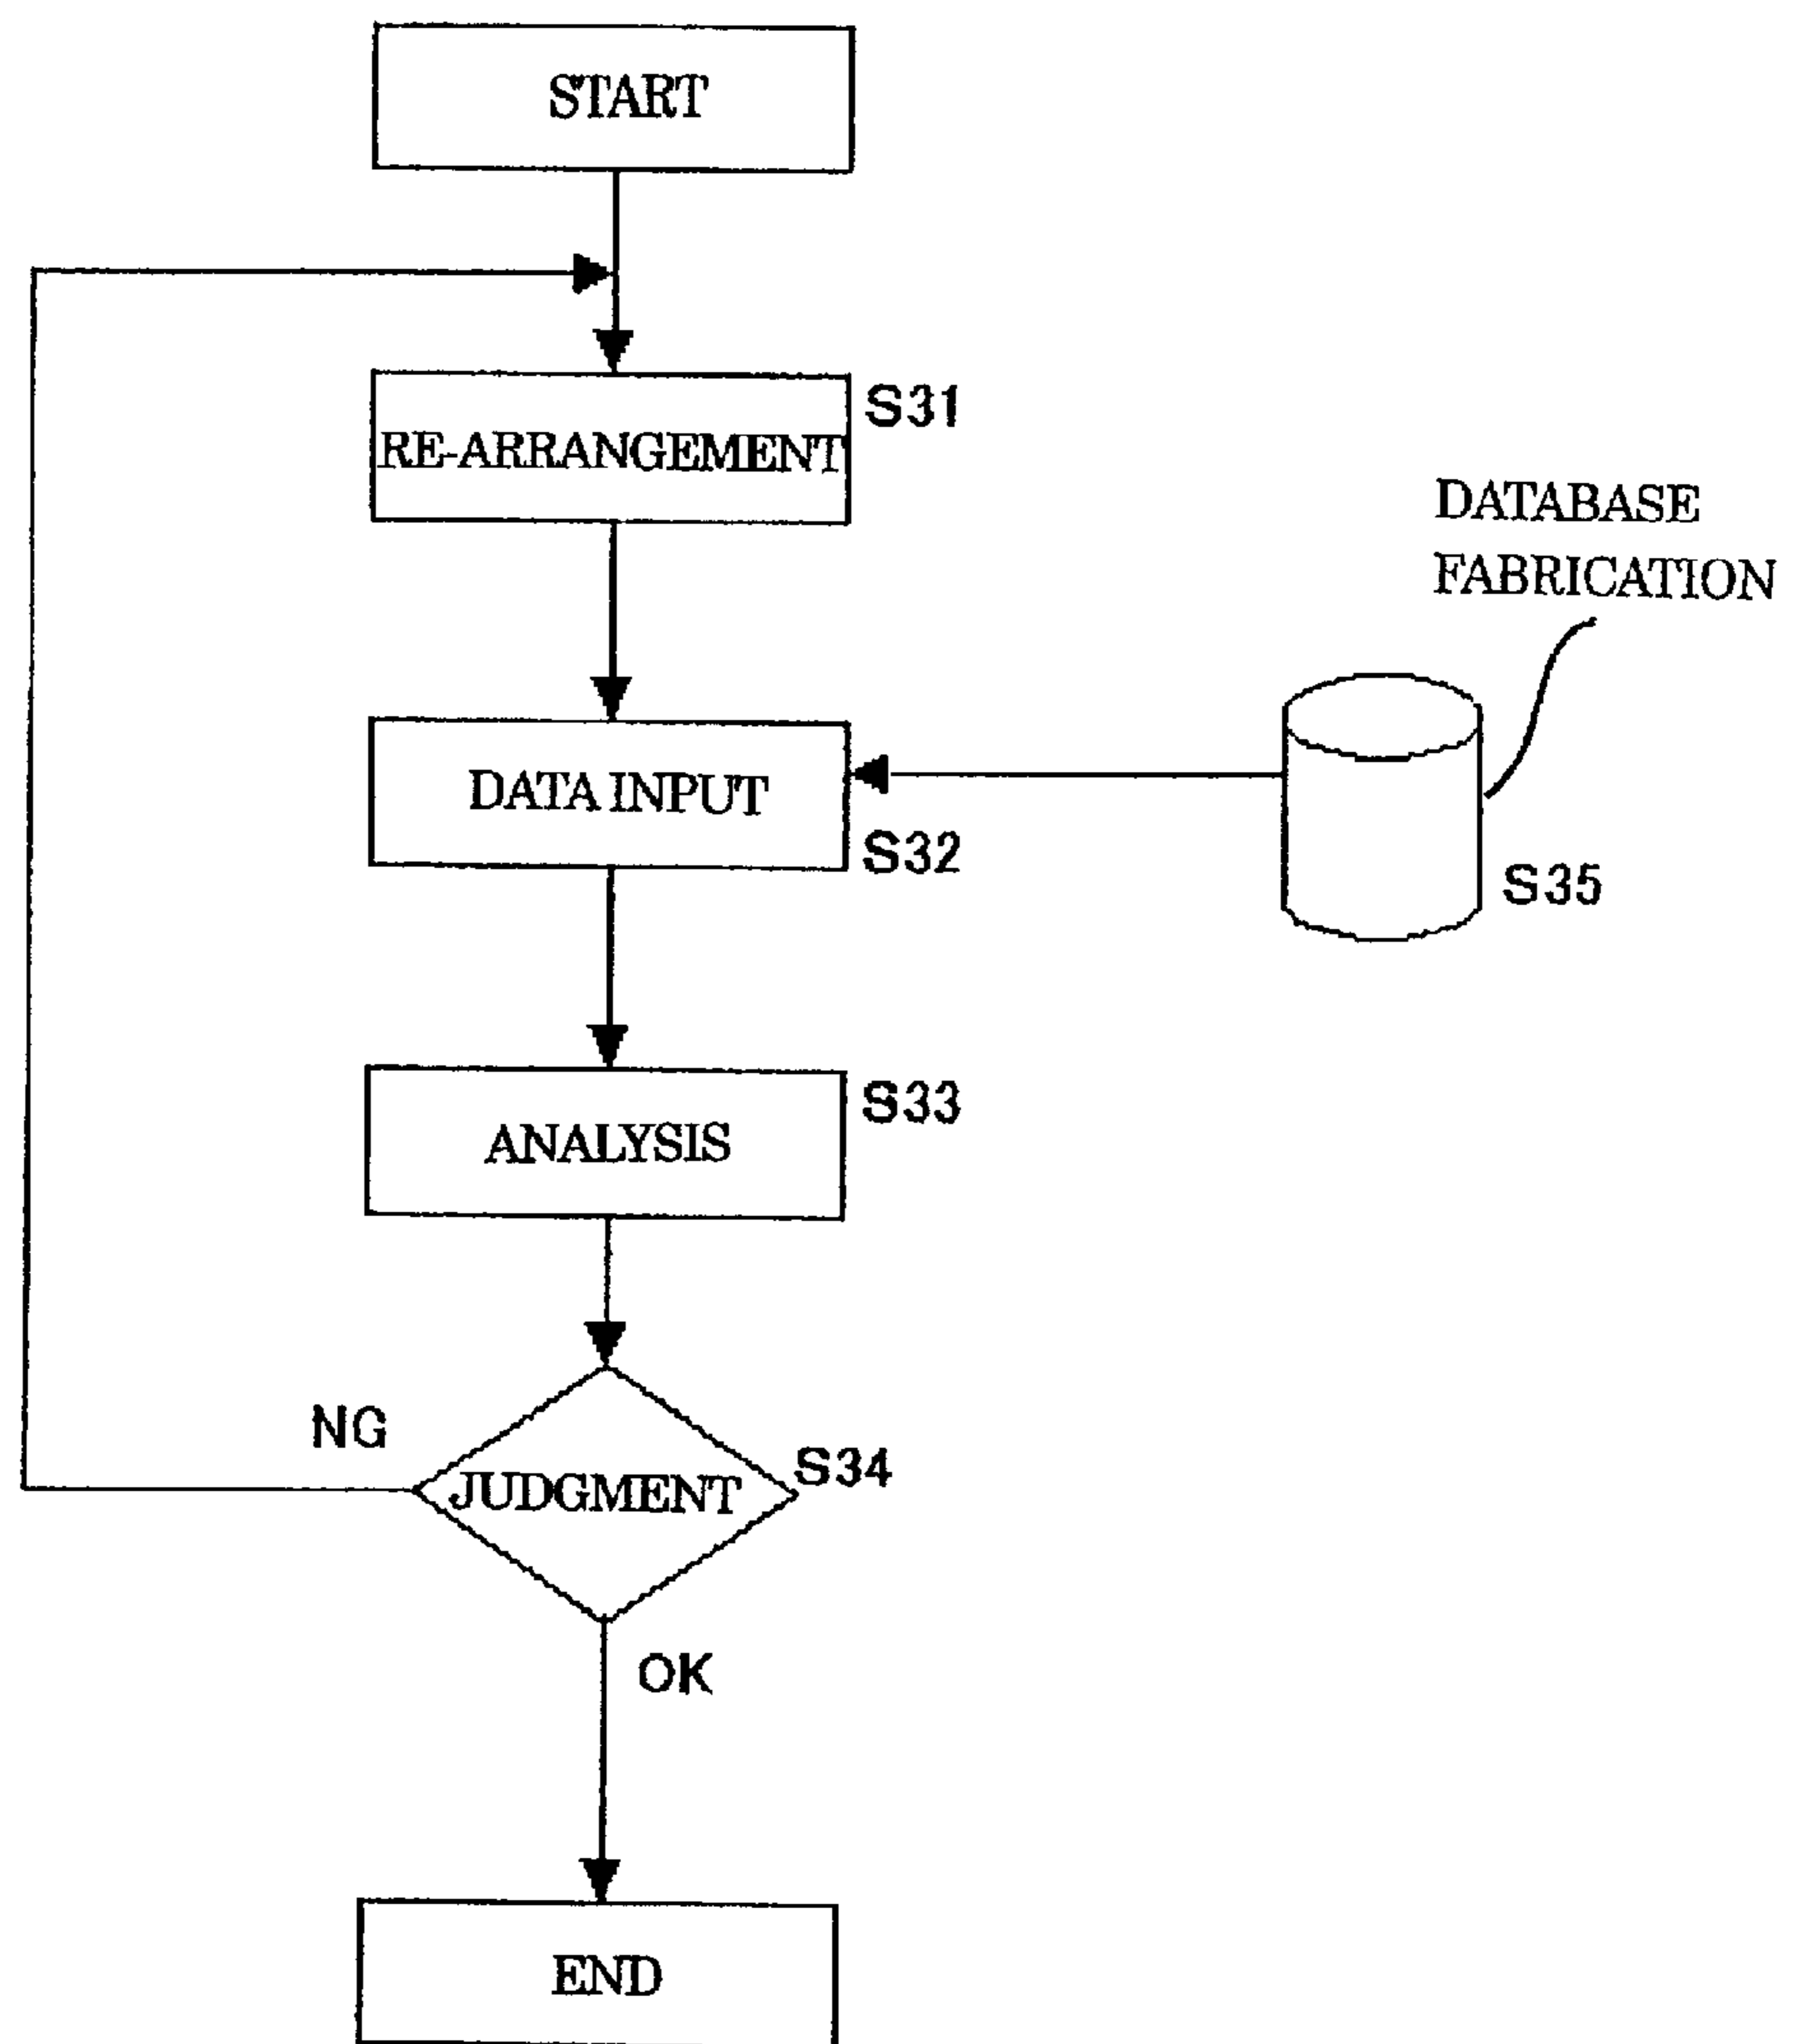 START
S31
RE-ARRANGEMENT
DATABASE
FABRICATION
DATA INPUT
S32
S35
S33
ANALYSIS
NG
JUDGMENT
S34
OK
END